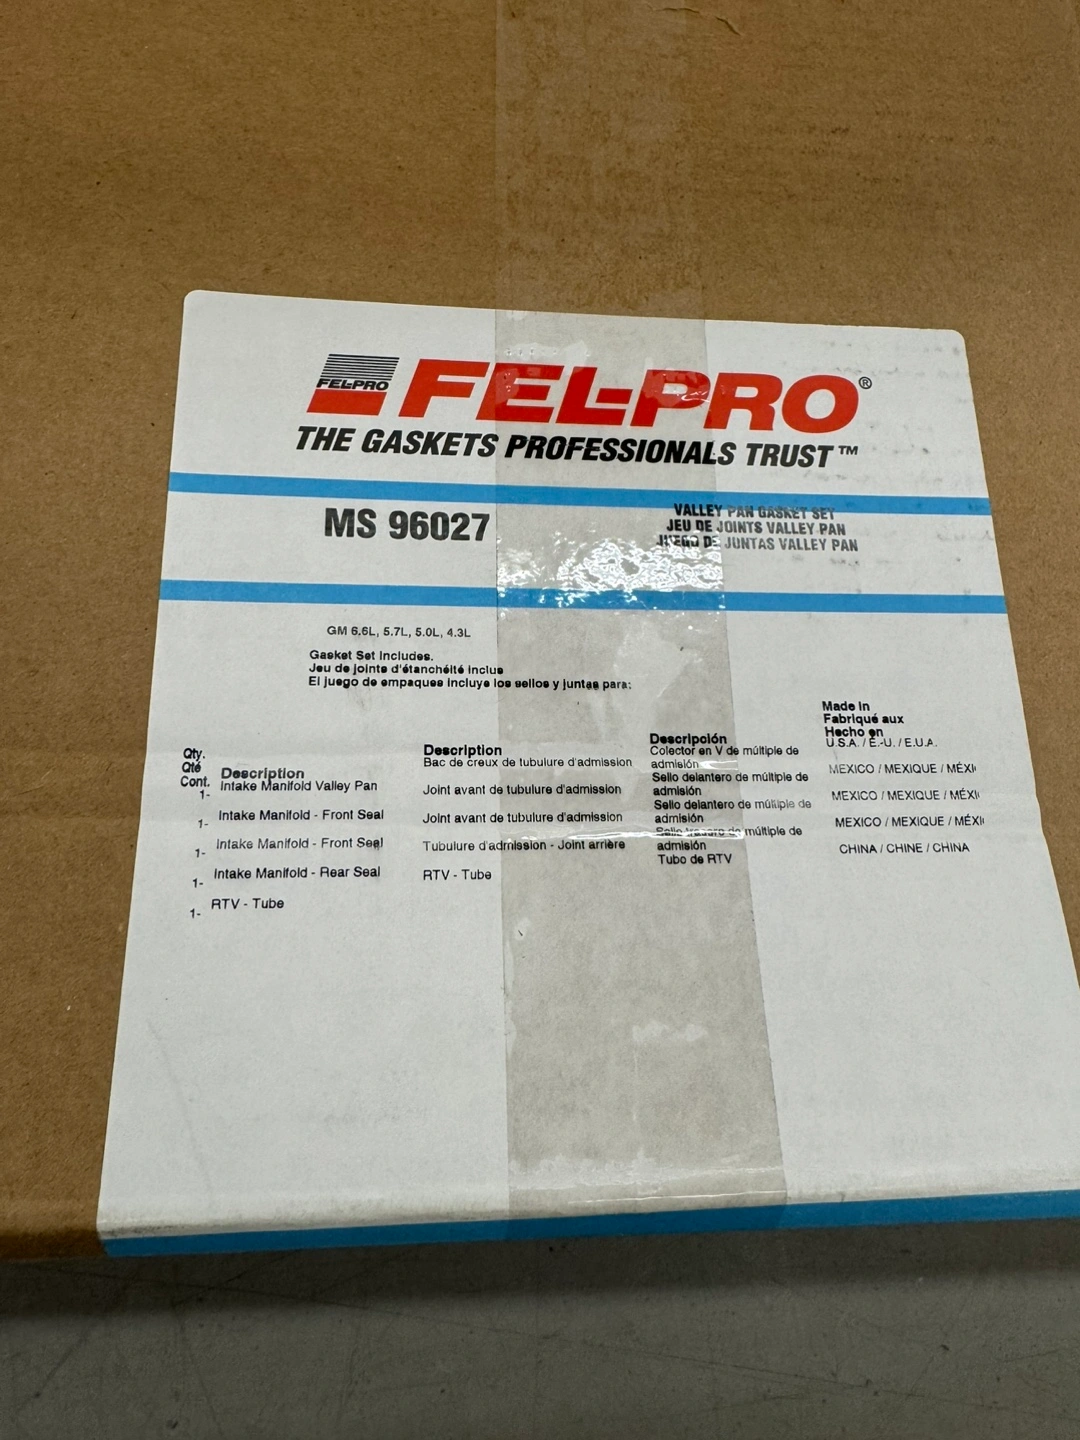 FEL-PRO
FEL-PRO®
THE GASKETS PROFESSIONALS TRUST™
MS 96027
VALLEY PAN GASKET SET
JEU DE JOINTS VALLEY PAN
JUEGO DE JUNTAS VALLEY PAN
GM 6.6L, 5.7L, 5.0L, 4.3L
Gasket Set Includes.
Jeu de joints d'étanchéité inclus
El juego de empaques incluye los sellos y juntas para:
Qty.
Qté
Cont.
Description
1- Intake Manifold Valley Pan
1- Intake Manifold - Front Seal
1- Intake Manifold - Front Seal
1- Intake Manifold - Rear Seal
1- RTV - Tube
Description
Bac de creux de tubulure d'admission
Joint avant de tubulure d'admission
Joint avant de tubulure d'admission
Tubulure d'admission - Joint arrière
RTV - Tube
Descripción
Colector en V de múltiple de
admisión
Sello delantero de múltiple de
admisión
Sello delantero de múltiple de
admisión
Sello trasero de múltiple de
admisión
Tubo de RTV
Made in
Fabriqué aux
Hecho en
U.S.A. / É.-U. / E.U.A.
MEXICO / MEXIQUE / MÉXI
MEXICO / MEXIQUE / MÉXI
MEXICO / MEXIQUE / MÉXI
CHINA / CHINE / CHINA